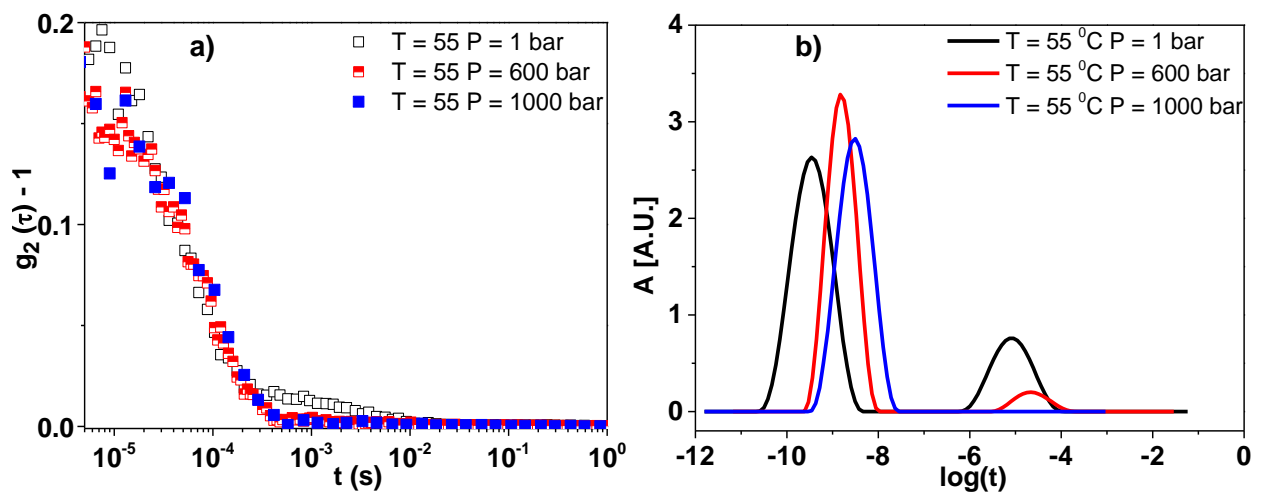 a)
T = 55 P = 1 bar
T = 55 P = 600 bar
T = 55 P = 1000 bar
0.2
0.1
0.0
g₂ (τ) - 1
10⁻⁵ 10⁻⁴ 10⁻³ 10⁻² 10⁻¹ 10⁰
t (s)
b)
T = 55 ⁰C P = 1 bar
T = 55 ⁰C P = 600 bar
T = 55 ⁰C P = 1000 bar
4
3
2
1
0
A [A.U.]
-12 -10 -8 -6 -4 -2 0
log(t)